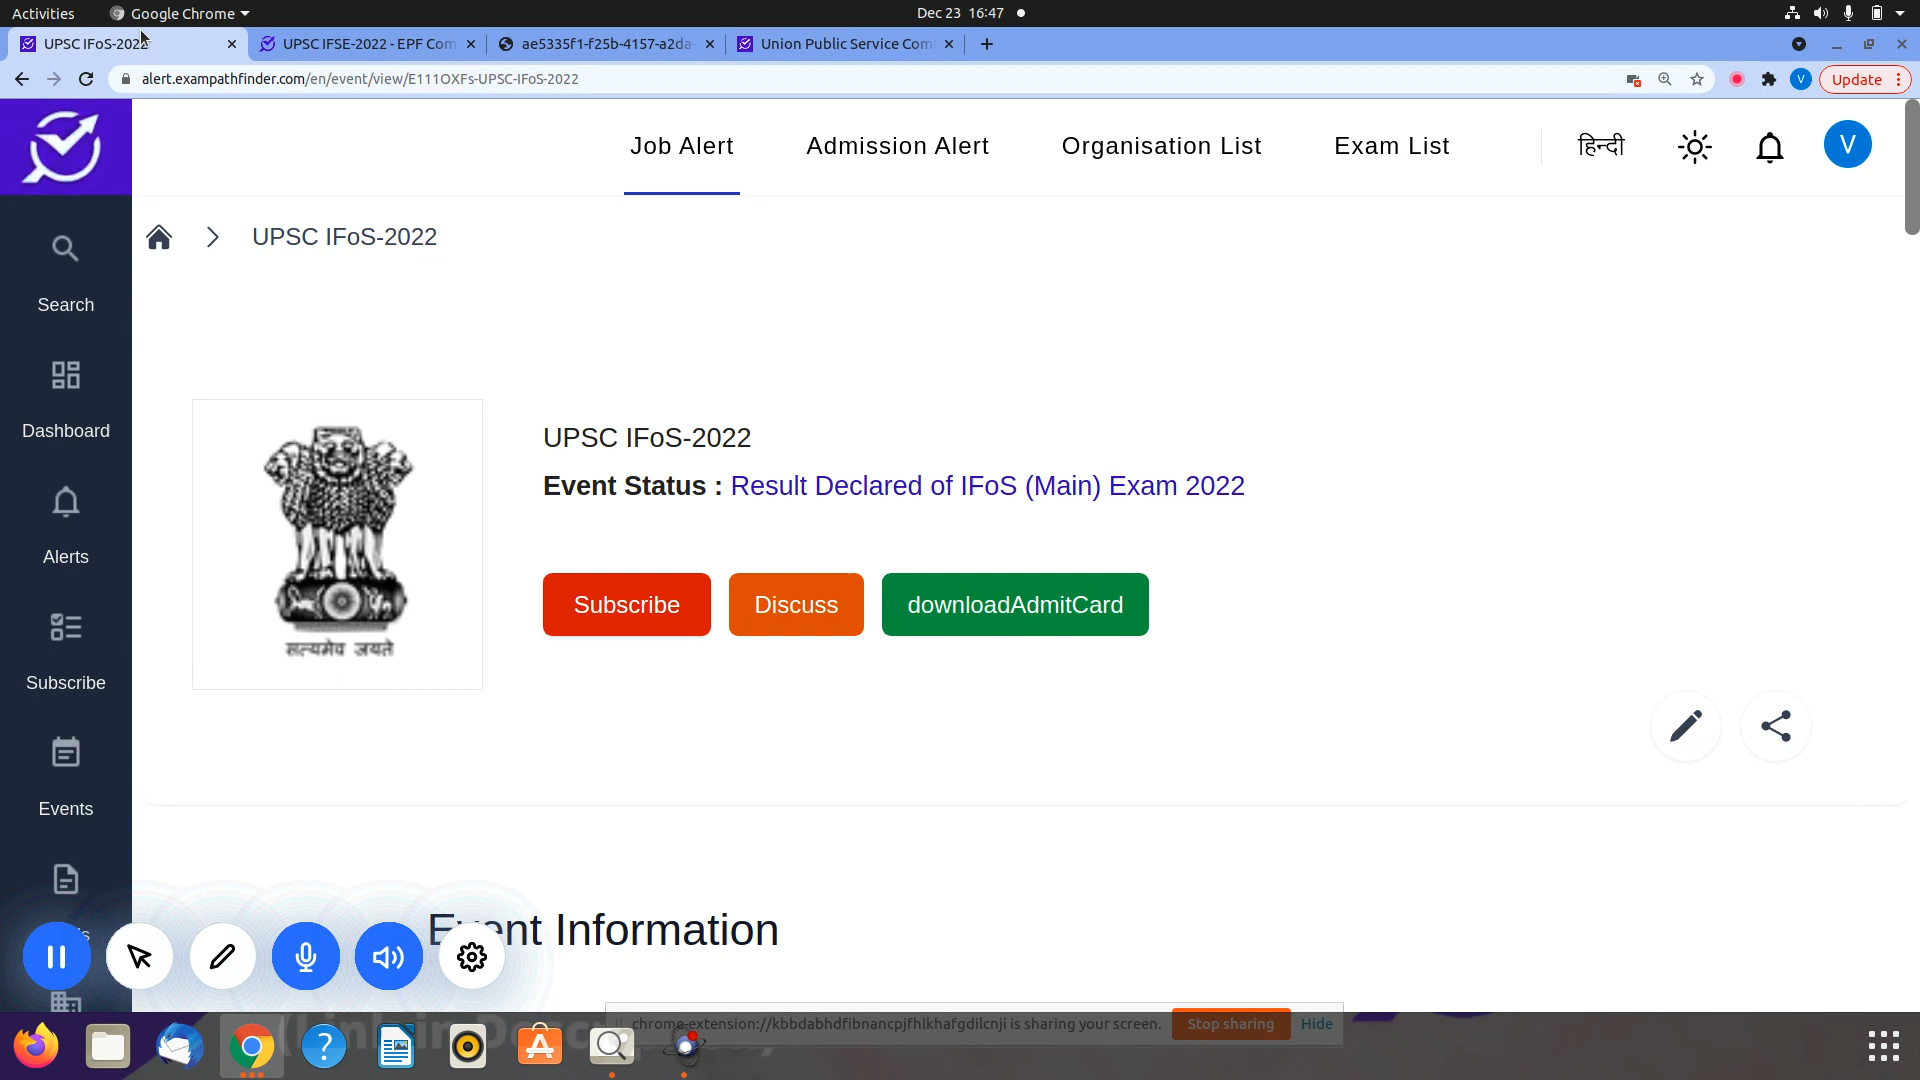 Activities
Google Chrome
Dec 23 16:47
UPSC IFoS-2022
UPSC IFSE-2022 - EPF Com
ae5335f1-f25b-4157-a2da-
Union Public Service Com
alert.exampathfinder.com/en/event/view/E111OXFs-UPSC-IFoS-2022
V
Update
Job Alert
Admission Alert
Organisation List
Exam List
हिन्दी
V
UPSC IFoS-2022
Search
Dashboard
Alerts
Subscribe
Events
UPSC IFoS-2022
Event Status : Result Declared of IFoS (Main) Exam 2022
Subscribe
Discuss
downloadAdmitCard
सत्यमेव जयते
Event Information
chrome-extension://kbbdabhdfibnancpjfhlkhafgdilcnji is sharing your screen.
Stop sharing
Hide